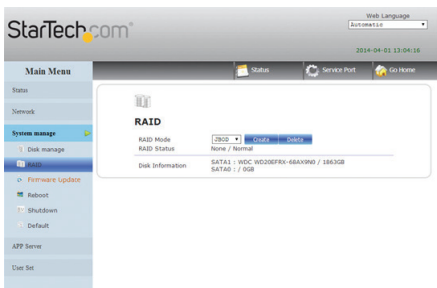 StarTech.com®
Web Language
Automatic
2014-04-01 13:04:16
Main Menu
Status
Service Port
Go Home
Status
Network
System manage
Disk manage
RAID
Firmware Update
Reboot
Shutdown
Default
APP Server
User Set
RAID
RAID Mode
JBOD Create Delete
RAID Status
None / Normal
Disk Information
SATA1 : WDC WD20EFRX-68AX9N0 / 1863GB
SATA0 : / 0GB